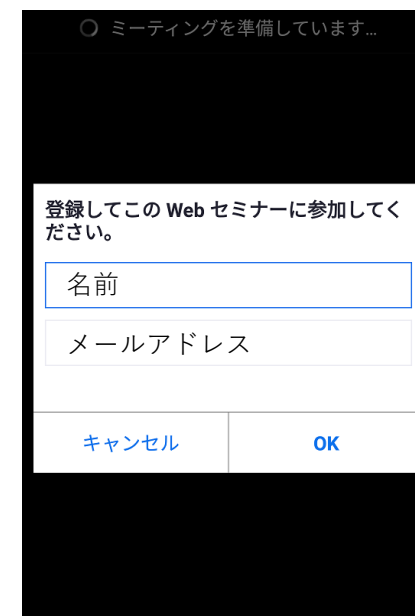 ミーティングを準備しています...
登録してこの Web セミナーに参加してく
ださい。
名前
メールアドレス
キャンセル
OK